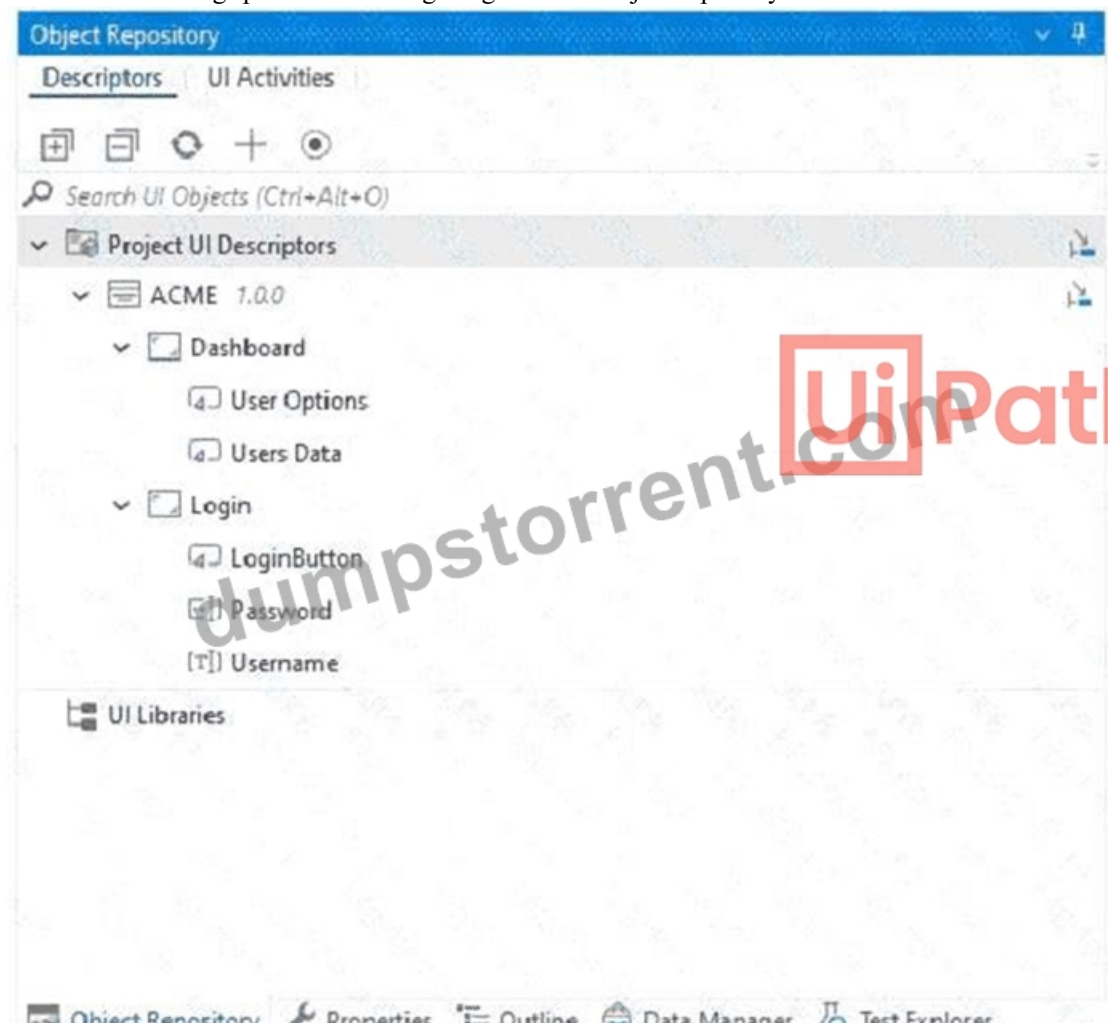 Object Repository
Descriptors UI Activities
Search UI Objects (Ctrl+Alt+O)
Project UI Descriptors
ACME 1.0.0
Dashboard
User Options
Users Data
Login
LoginButton
Password
Username
UI Libraries
Object Repository Properties Outline Data Manager Test Explorer
UiPath
dumpstorrent.com